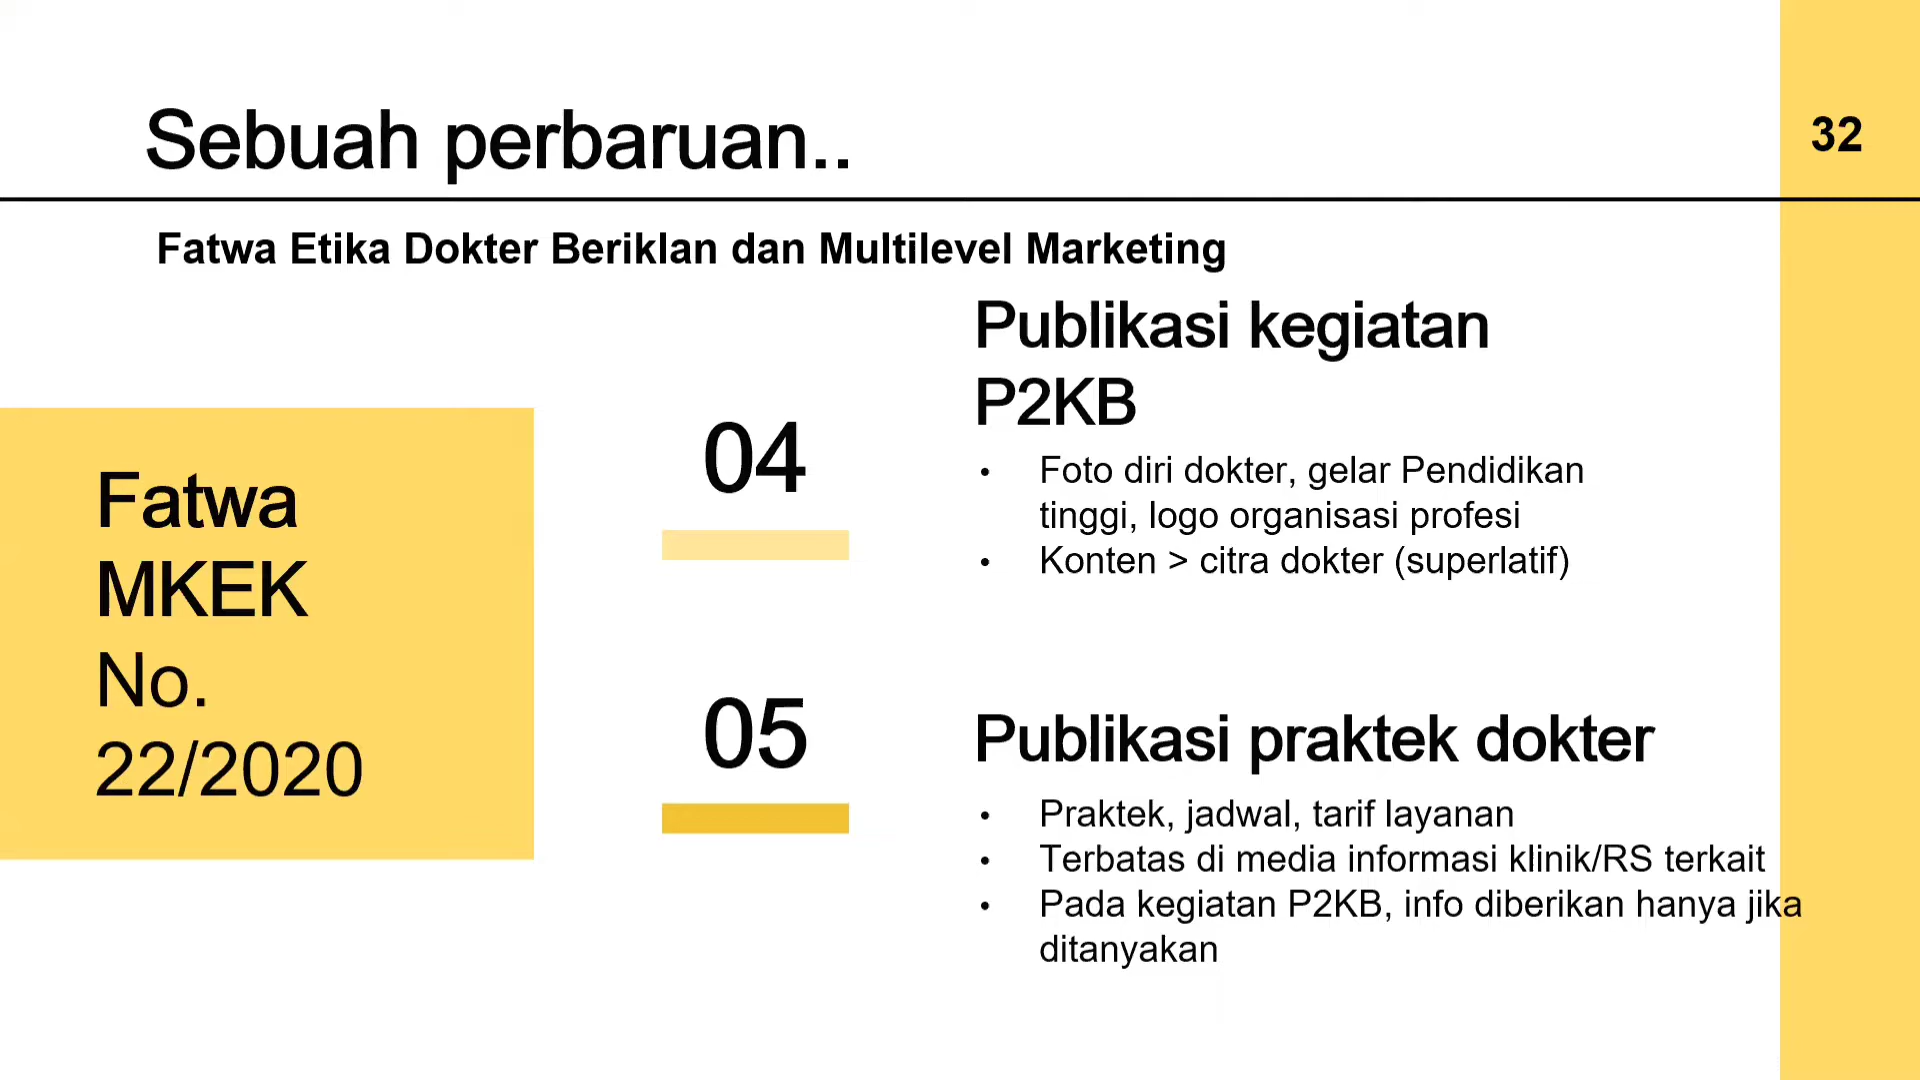 Sebuah perbaruan..
32
Fatwa Etika Dokter Beriklan dan Multilevel Marketing
Fatwa
MKEK
No.
22/2020
04
Publikasi kegiatan
P2KB
• Foto diri dokter, gelar Pendidikan
tinggi, logo organisasi profesi
• Konten > citra dokter (superlatif)
05
Publikasi praktek dokter
• Praktek, jadwal, tarif layanan
• Terbatas di media informasi klinik/RS terkait
• Pada kegiatan P2KB, info diberikan hanya jika
ditanyakan